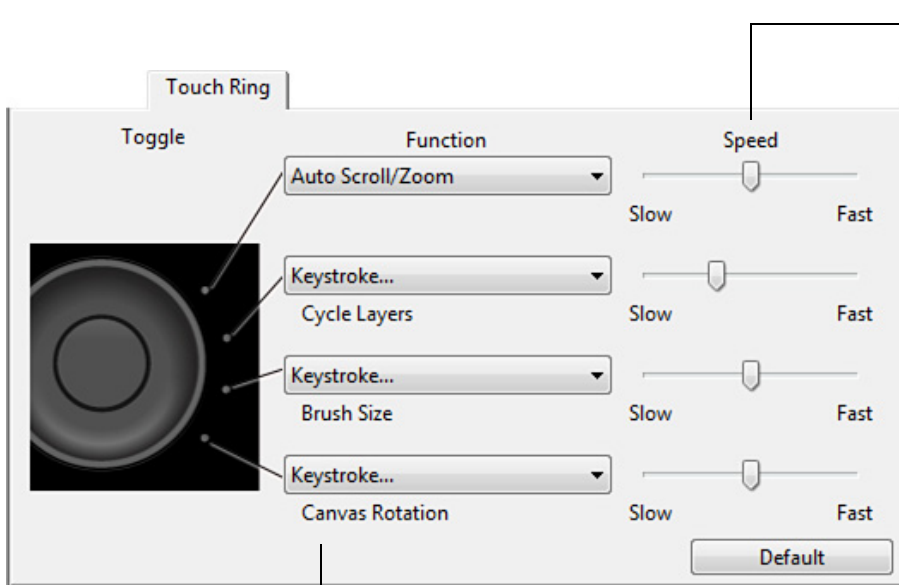 Touch Ring
Toggle Function Speed
Auto Scroll/Zoom
Slow Fast
Keystroke...
Cycle Layers Slow Fast
Keystroke...
Brush Size Slow Fast
Keystroke...
Canvas Rotation Slow Fast
Default